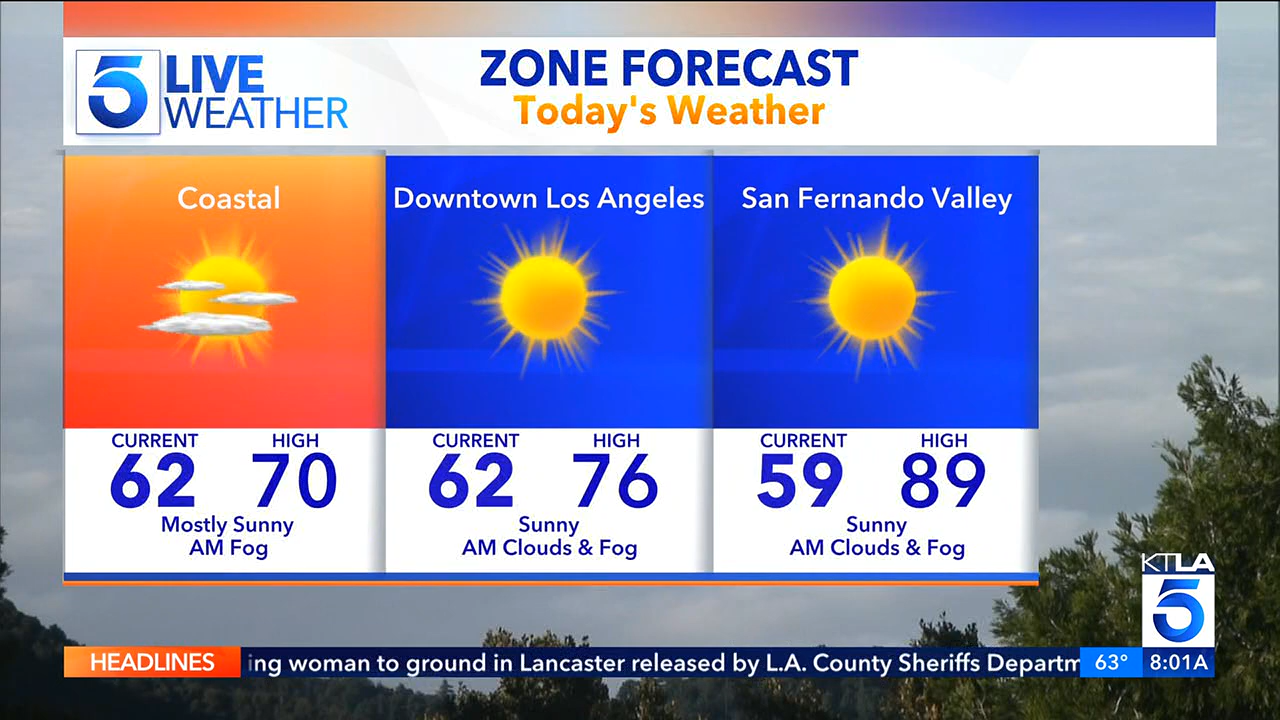 5 LIVE
WEATHER
ZONE FORECAST
Today's Weather
Coastal
CURRENT HIGH
62 70
Mostly Sunny
AM Fog
Downtown Los Angeles
CURRENT HIGH
62 76
Sunny
AM Clouds & Fog
San Fernando Valley
CURRENT HIGH
59 89
Sunny
AM Clouds & Fog
KTLA
5
HEADLINES ing woman to ground in Lancaster released by L.A. County Sheriffs Departm 63° 8:01A